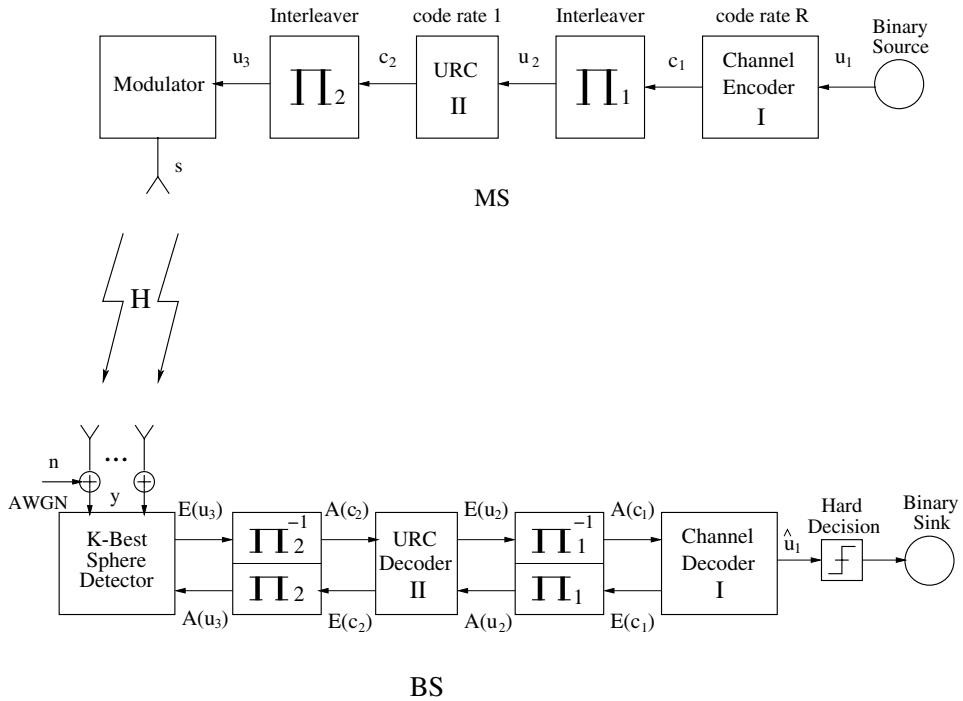 Interleaver
code rate 1
Interleaver
code rate R
Binary
Source
Modulator
u₃
∏₂
c₂
URC
II
u₂
∏₁
c₁
Channel
Encoder
I
u₁
s
MS
H
n
AWGN
...
y
K-Best
Sphere
Detector
E(u₃)
∏₂⁻¹
∏₂
A(u₃)
A(c₂)
E(c₂)
URC
Decoder
II
E(u₂)
A(u₂)
∏₁⁻¹
∏₁
A(c₁)
E(c₁)
Channel
Decoder
I
û₁
Hard
Decision
Binary
Sink
BS